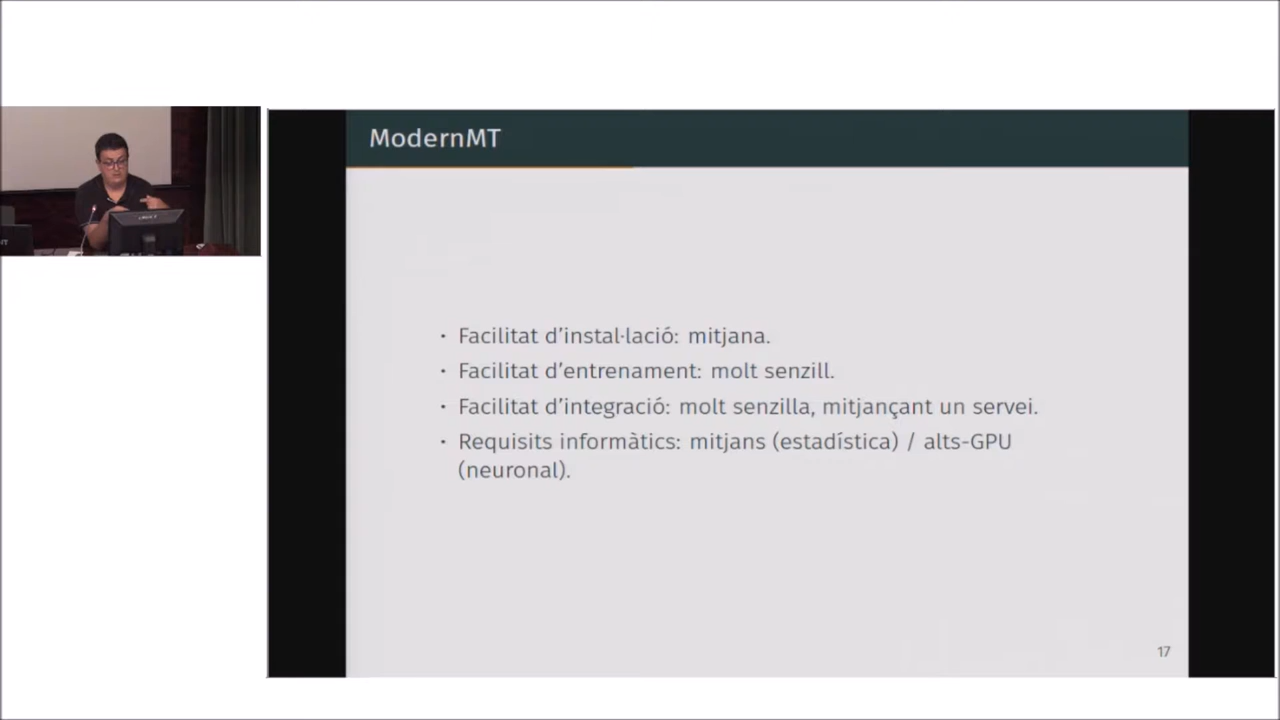 ModernMT
· Facilitat d'instal·lació: mitjana.
· Facilitat d'entrenament: molt senzill.
· Facilitat d'integració: molt senzilla, mitjançant un servei.
· Requisits informàtics: mitjans (estadística) / alts-GPU
(neuronal).
17